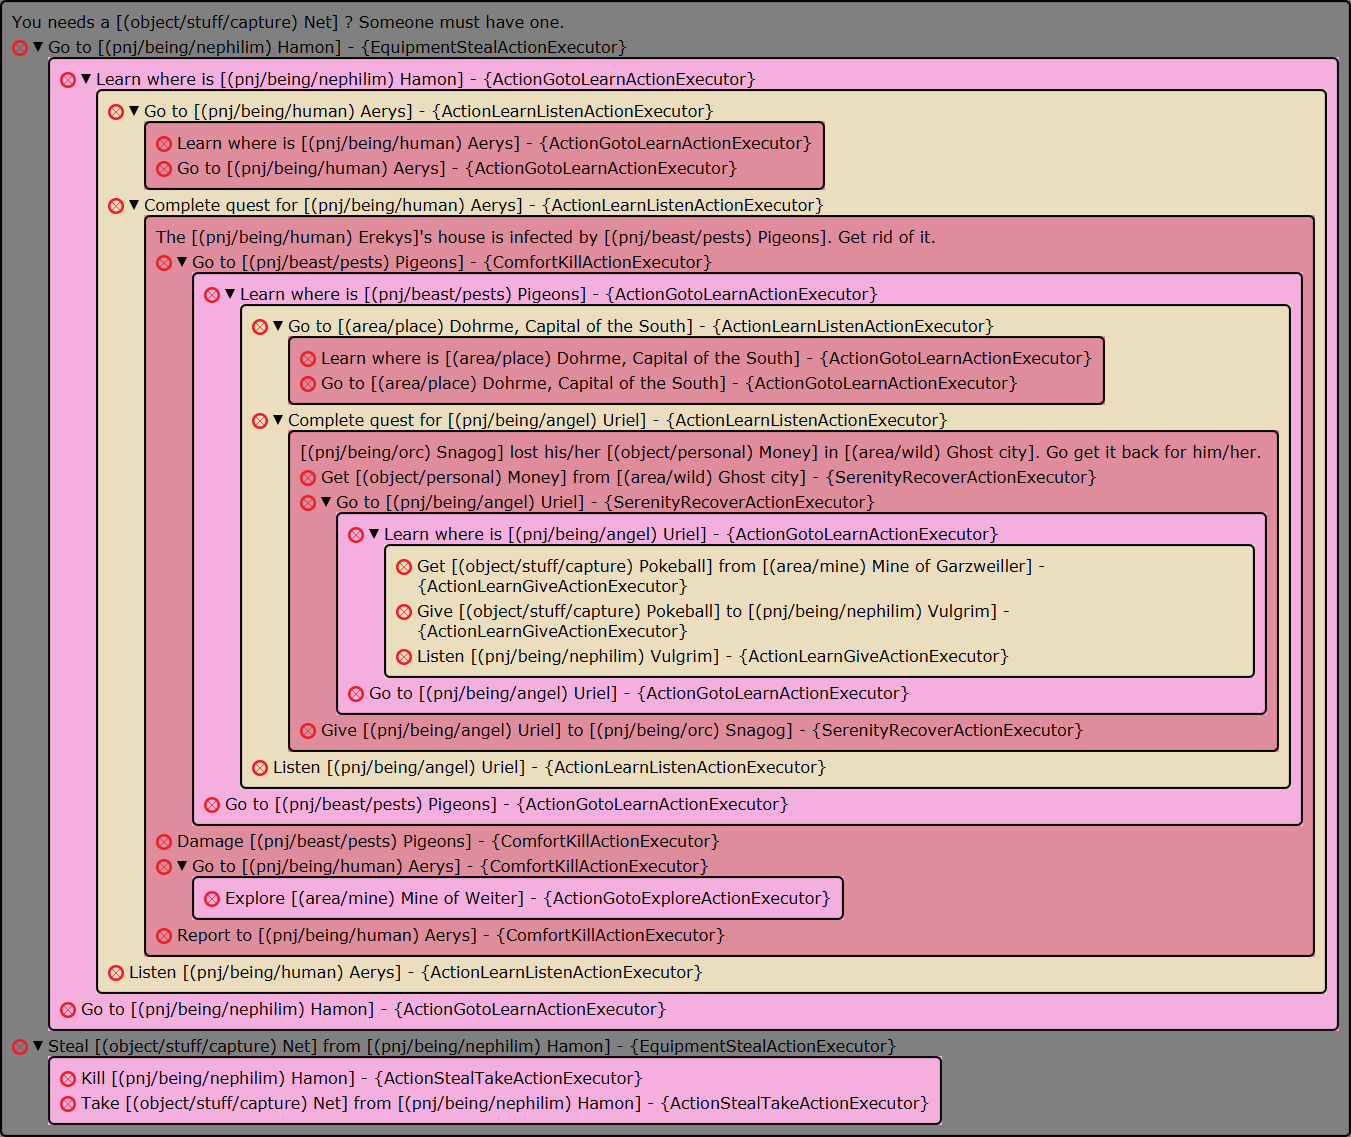 You needs a [(object/stuff/capture) Net] ? Someone must have one.
Go to [(pnj/being/nephilim) Hamon] - {EquipmentStealActionExecutor}
Learn where is [(pnj/being/nephilim) Hamon] - {ActionGotoLearnActionExecutor}
Go to [(pnj/being/human) Aerys] - {ActionLearnListenActionExecutor}
Learn where is [(pnj/being/human) Aerys] - {ActionGotoLearnActionExecutor}
Go to [(pnj/being/human) Aerys] - {ActionGotoLearnActionExecutor}
Complete quest for [(pnj/being/human) Aerys] - {ActionLearnListenActionExecutor}
The [(pnj/being/human) Erekys]'s house is infected by [(pnj/beast/pests) Pigeons]. Get rid of it.
Go to [(pnj/beast/pests) Pigeons] - {ComfortKillActionExecutor}
Learn where is [(pnj/beast/pests) Pigeons] - {ActionGotoLearnActionExecutor}
Go to [(area/place) Dohrme, Capital of the South] - {ActionLearnListenActionExecutor}
Learn where is [(area/place) Dohrme, Capital of the South] - {ActionGotoLearnActionExecutor}
Go to [(area/place) Dohrme, Capital of the South] - {ActionGotoLearnActionExecutor}
Complete quest for [(pnj/being/angel) Uriel] - {ActionLearnListenActionExecutor}
[(pnj/being/orc) Snagog] lost his/her [(object/personal) Money] in [(area/wild) Ghost city]. Go get it back for him/her.
Get [(object/personal) Money] from [(area/wild) Ghost city] - {SerenityRecoverActionExecutor}
Go to [(pnj/being/angel) Uriel] - {SerenityRecoverActionExecutor}
Learn where is [(pnj/being/angel) Uriel] - {ActionGotoLearnActionExecutor}
Get [(object/stuff/capture) Pokeball] from [(area/mine) Mine of Garzweiller] -
{ActionLearnGiveActionExecutor}
Give [(object/stuff/capture) Pokeball] to [(pnj/being/nephilim) Vulgrim] -
{ActionLearnGiveActionExecutor}
Listen [(pnj/being/nephilim) Vulgrim] - {ActionLearnGiveActionExecutor}
Go to [(pnj/being/angel) Uriel] - {ActionGotoLearnActionExecutor}
Give [(pnj/being/angel) Uriel] to [(pnj/being/orc) Snagog] - {SerenityRecoverActionExecutor}
Listen [(pnj/being/angel) Uriel] - {ActionLearnListenActionExecutor}
Go to [(pnj/beast/pests) Pigeons] - {ActionGotoLearnActionExecutor}
Damage [(pnj/beast/pests) Pigeons] - {ComfortKillActionExecutor}
Go to [(pnj/being/human) Aerys] - {ComfortKillActionExecutor}
Explore [(area/mine) Mine of Weiter] - {ActionGotoExploreActionExecutor}
Report to [(pnj/being/human) Aerys] - {ComfortKillActionExecutor}
Listen [(pnj/being/human) Aerys] - {ActionLearnListenActionExecutor}
Go to [(pnj/being/nephilim) Hamon] - {ActionGotoLearnActionExecutor}
Steal [(object/stuff/capture) Net] from [(pnj/being/nephilim) Hamon] - {EquipmentStealActionExecutor}
Kill [(pnj/being/nephilim) Hamon] - {ActionStealTakeActionExecutor}
Take [(object/stuff/capture) Net] from [(pnj/being/nephilim) Hamon] - {ActionStealTakeActionExecutor}